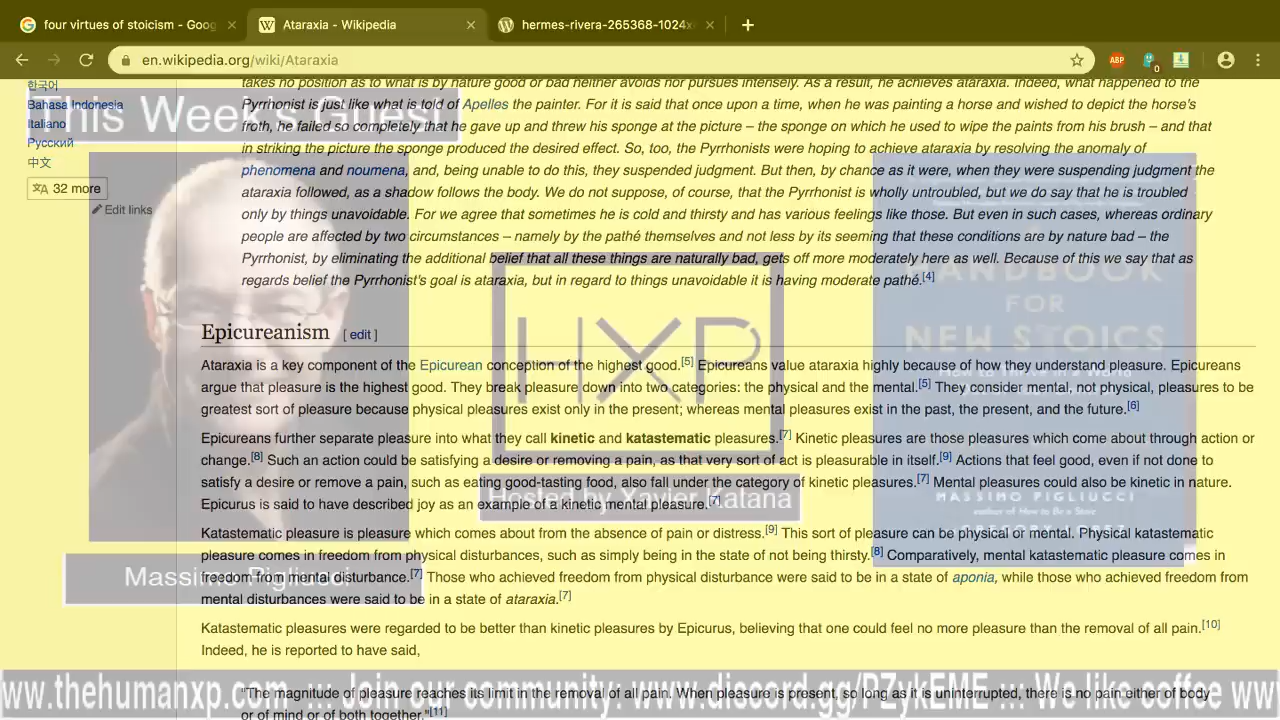 four virtues of stoicism - Goog
Ataraxia - Wikipedia
hermes-rivera-265368-1024x
en.wikipedia.org/wiki/Ataraxia
ABP
0
한국어
Bahasa Indonesia
Italiano
Русский
中文
32 more
Edit links
This Week's Guest
takes no position as to what is by nature good or bad neither avoids nor pursues intensely. As a result, he achieves ataraxia. Indeed, what happened to the
Pyrrhonist is just like what is told of Apelles the painter. For it is said that once upon a time, when he was painting a horse and wished to depict the horse's
froth, he failed so completely that he gave up and threw his sponge at the picture – the sponge on which he used to wipe the paints from his brush – and that
in striking the picture the sponge produced the desired effect. So, too, the Pyrrhonists were hoping to achieve ataraxia by resolving the anomaly of
phenomena and noumena, and, being unable to do this, they suspended judgment. But then, by chance as it were, when they were suspending judgment the
ataraxia followed, as a shadow follows the body. We do not suppose, of course, that the Pyrrhonist is wholly untroubled, but we do say that he is troubled
only by things unavoidable. For we agree that sometimes he is cold and thirsty and has various feelings like those. But even in such cases, whereas ordinary
people are affected by two circumstances – namely by the pathé themselves and not less by its seeming that these conditions are by nature bad – the
Pyrrhonist, by eliminating the additional belief that all these things are naturally bad, gets off more moderately here as well. Because of this we say that as
regards belief the Pyrrhonist's goal is ataraxia, but in regard to things unavoidable it is having moderate pathé.[4]
Epicureanism [ edit ]
Ataraxia is a key component of the Epicurean conception of the highest good.[5] Epicureans value ataraxia highly because of how they understand pleasure. Epicureans
argue that pleasure is the highest good. They break pleasure down into two categories: the physical and the mental.[5] They consider mental, not physical, pleasures to be
greatest sort of pleasure because physical pleasures exist only in the present; whereas mental pleasures exist in the past, the present, and the future.[6]
Epicureans further separate pleasure into what they call kinetic and katastematic pleasures.[7] Kinetic pleasures are those pleasures which come about through action or
change.[8] Such an action could be satisfying a desire or removing a pain, as that very sort of act is pleasurable in itself.[9] Actions that feel good, even if not done to
satisfy a desire or remove a pain, such as eating good-tasting food, also fall under the category of kinetic pleasures.[7] Mental pleasures could also be kinetic in nature.
Epicurus is said to have described joy as an example of a kinetic mental pleasure.[7]
Katastematic pleasure is pleasure which comes about from the absence of pain or distress.[9] This sort of pleasure can be physical or mental. Physical katastematic
pleasure comes in freedom from physical disturbances, such as simply being in the state of not being thirsty.[8] Comparatively, mental katastematic pleasure comes in
freedom from mental disturbance.[7] Those who achieved freedom from physical disturbance were said to be in a state of aponia, while those who achieved freedom from
mental disturbances were said to be in a state of ataraxia.[7]
Katastematic pleasures were regarded to be better than kinetic pleasures by Epicurus, believing that one could feel no more pleasure than the removal of all pain.[10]
Indeed, he is reported to have said,
"The magnitude of pleasure reaches its limit in the removal of all pain. When pleasure is present, so long as it is uninterrupted, there is no pain either of body
or of mind or of both together."[11]
HXP
Hosted by Xavier Katana
Massimo Pigliucci
HANDBOOK
FOR
NEW STOICS
MASSIMO PIGLIUCCI
author of How to Be a Stoic
GREGORY LOPEZ
ww.thehumanxp.com ::: Join our community: www.discord.gg/PZykEME ::: We like coffee ww